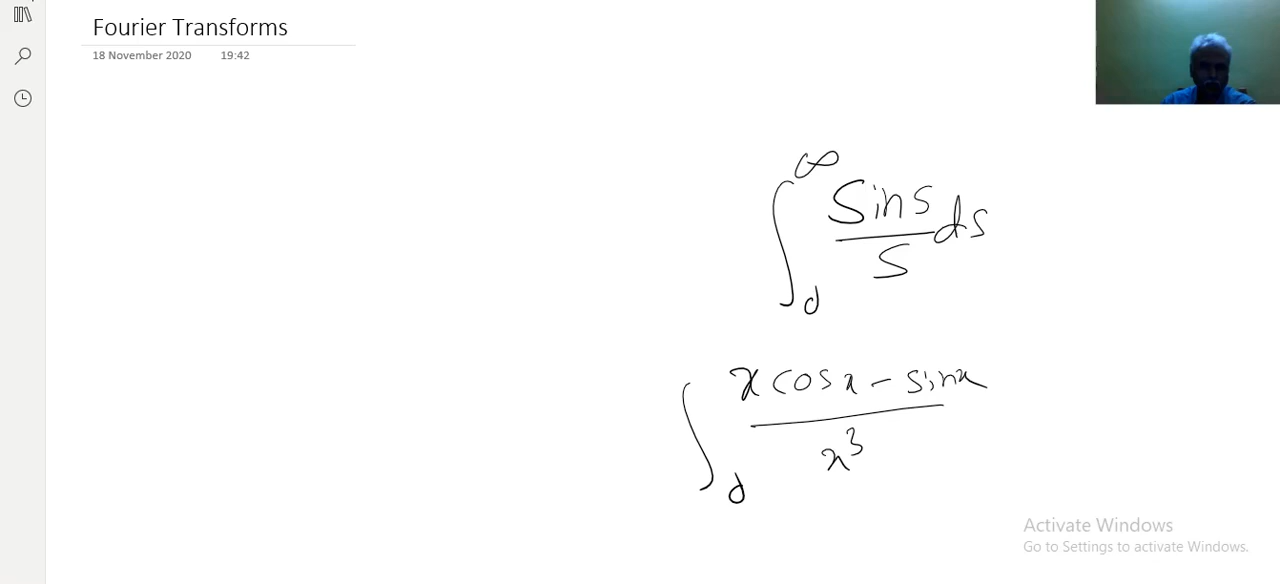 Fourier Transforms
18 November 2020 19:42
∫₀^∞ sin s / s ds
∫₀ x cos x − sin x / x³
Activate Windows
Go to Settings to activate Windows.